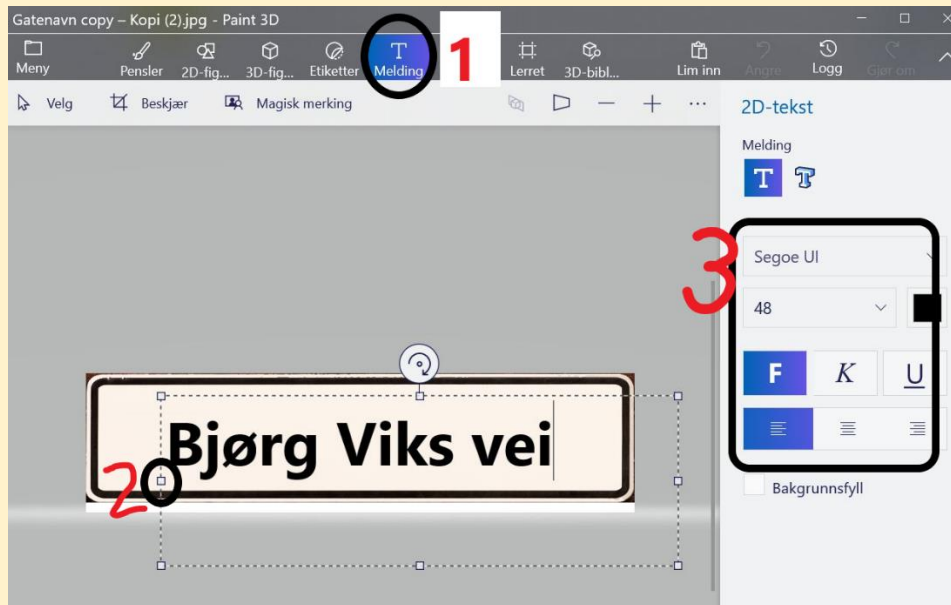 Gatenavn copy – Kopi (2).jpg - Paint 3D
Meny Pensler 2D-fig... 3D-fig... Etiketter Melding 1 Lerret 3D-bibl... Lim inn Angre Logg Gjør om
Velg Beskjær Magisk merking
2D-tekst
Melding
T T
3
Segoe UI
48
F K U
Bjørg Viks vei
2
Bakgrunnsfyll